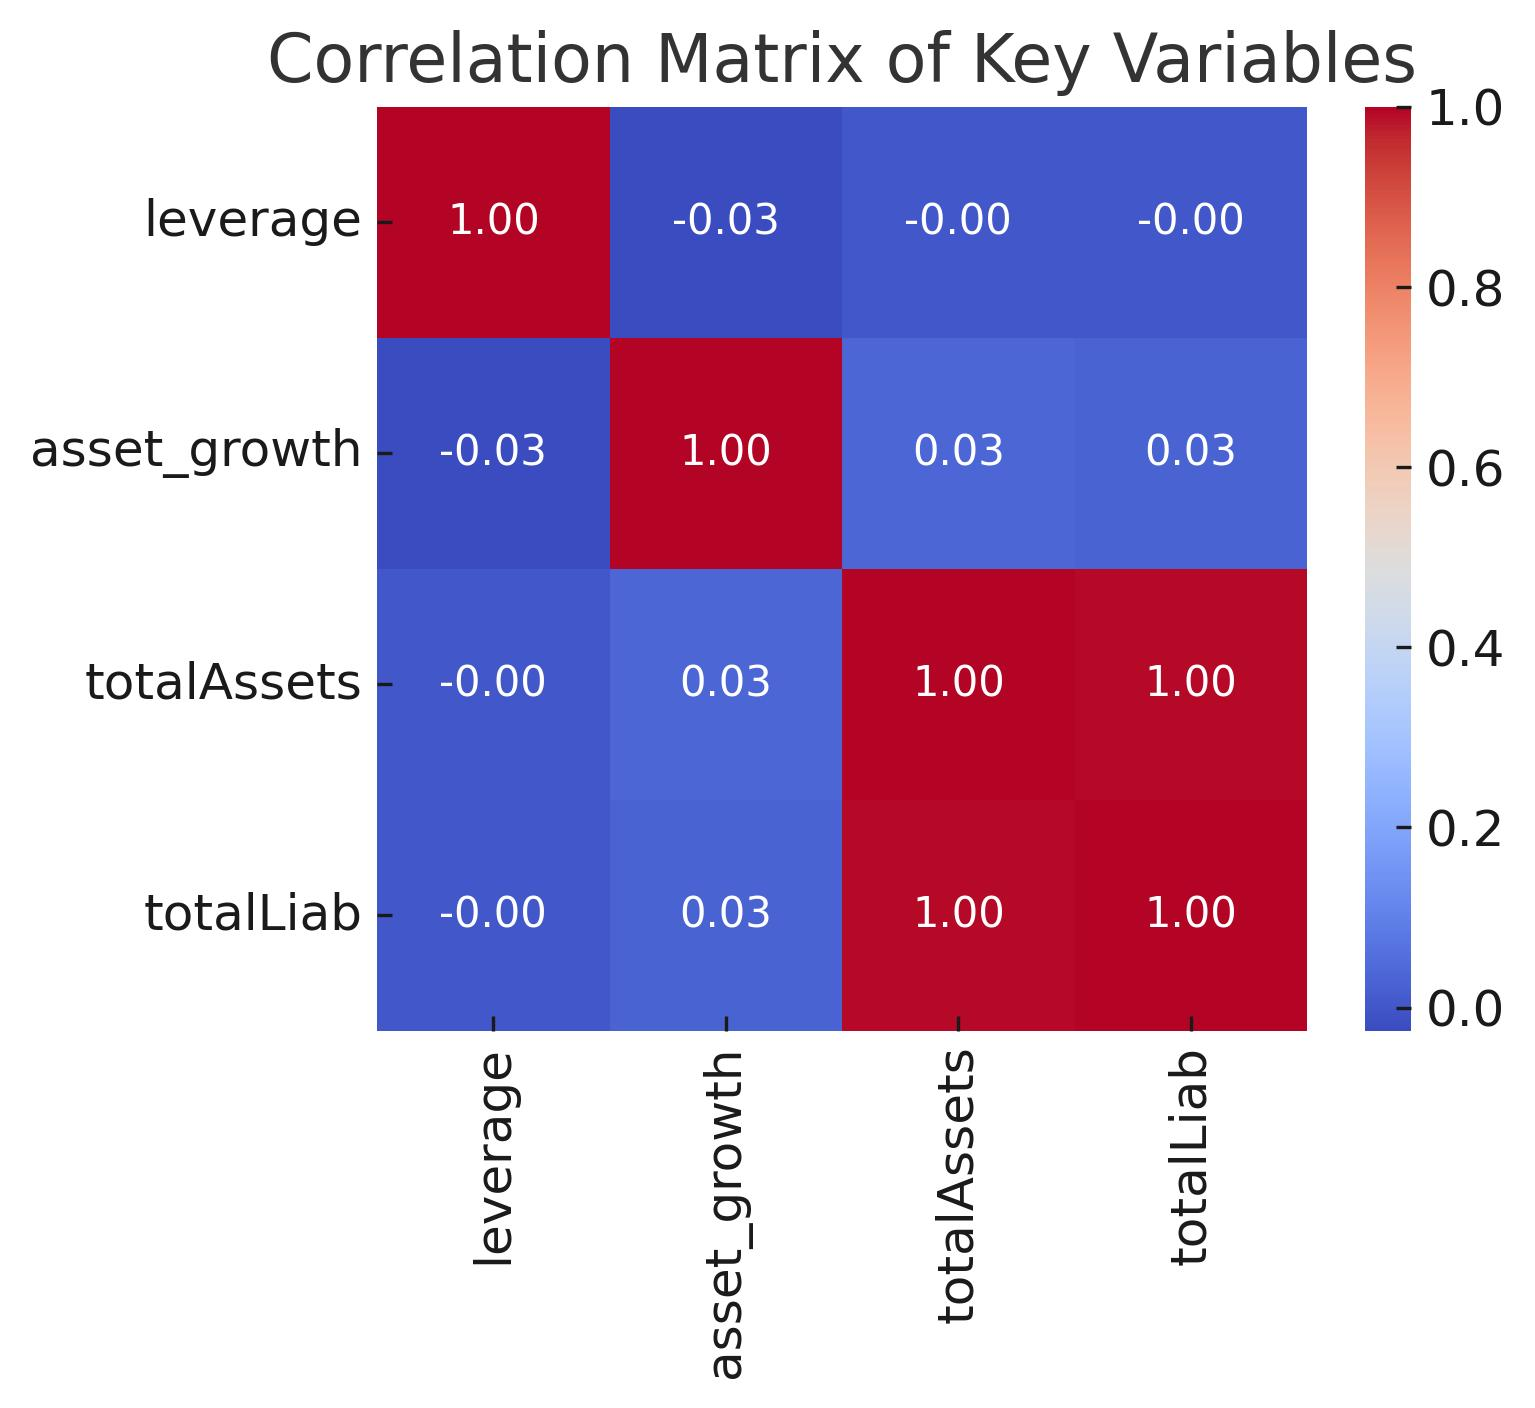 Correlation Matrix of Key Variables
1.0
leverage 1.00 -0.03 -0.00 -0.00
0.8
asset_growth -0.03 1.00 0.03 0.03
0.6
0.4
totalAssets -0.00 0.03 1.00 1.00
0.2
totalLiab -0.00 0.03 1.00 1.00
0.0
leverage
asset_growth
totalAssets
totalLiab